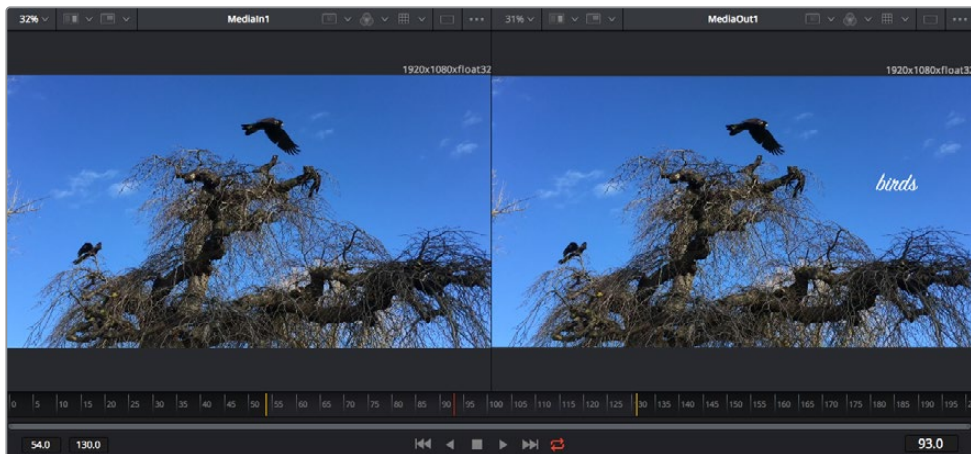 32% MediaIn1 31% MediaOut1
1920x1080xfloat32 1920x1080xfloat32
birds
0 5 10 15 20 25 30 35 40 45 50 55 60 65 70 75 80 85 90 95 100 105 110 115 120 125 130 135 140 145 150 155 160 165 170 175 180 185 190 195
54.0 130.0 93.0